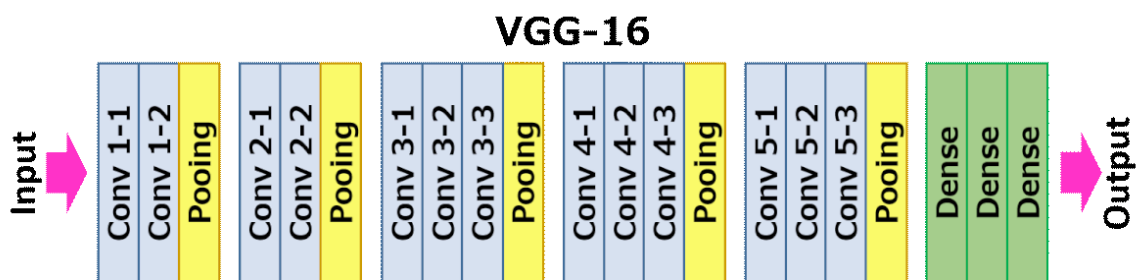 VGG-16
Input
Conv 1-1
Conv 1-2
Pooing
Conv 2-1
Conv 2-2
Pooing
Conv 3-1
Conv 3-2
Conv 3-3
Pooing
Conv 4-1
Conv 4-2
Conv 4-3
Pooing
Conv 5-1
Conv 5-2
Conv 5-3
Pooing
Dense
Dense
Dense
Output